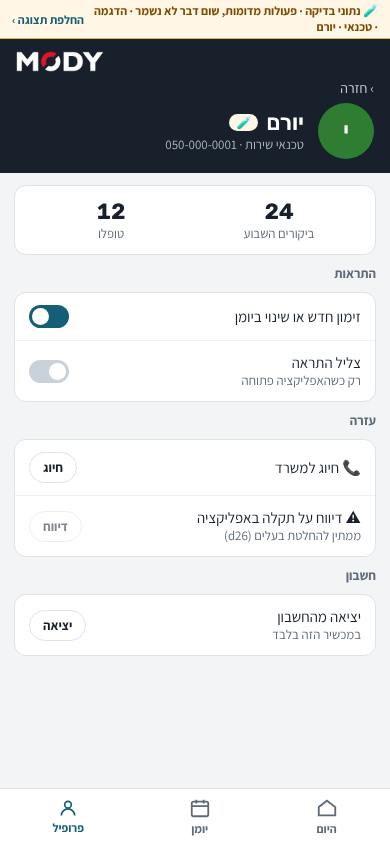 🧪 נתוני בדיקה · פעולות מדומות, שום דבר לא נשמר · הדגמה
· טכנאי · יורם
החלפת תצוגה ›
MODY
› חזרה
י
יורם 🧪
טכנאי שירות · 050-000-0001
24
ביקורים השבוע
12
טופלו
התראות
זימון חדש או שינוי ביומן
צליל התראה
רק כשהאפליקציה פתוחה
עזרה
📞 חיוג למשרד
חיוג
⚠ דיווח על תקלה באפליקציה
ממתין להחלטת בעלים (d26)
דיווח
חשבון
יציאה מהחשבון
במכשיר הזה בלבד
יציאה
היום
יומן
פרופיל